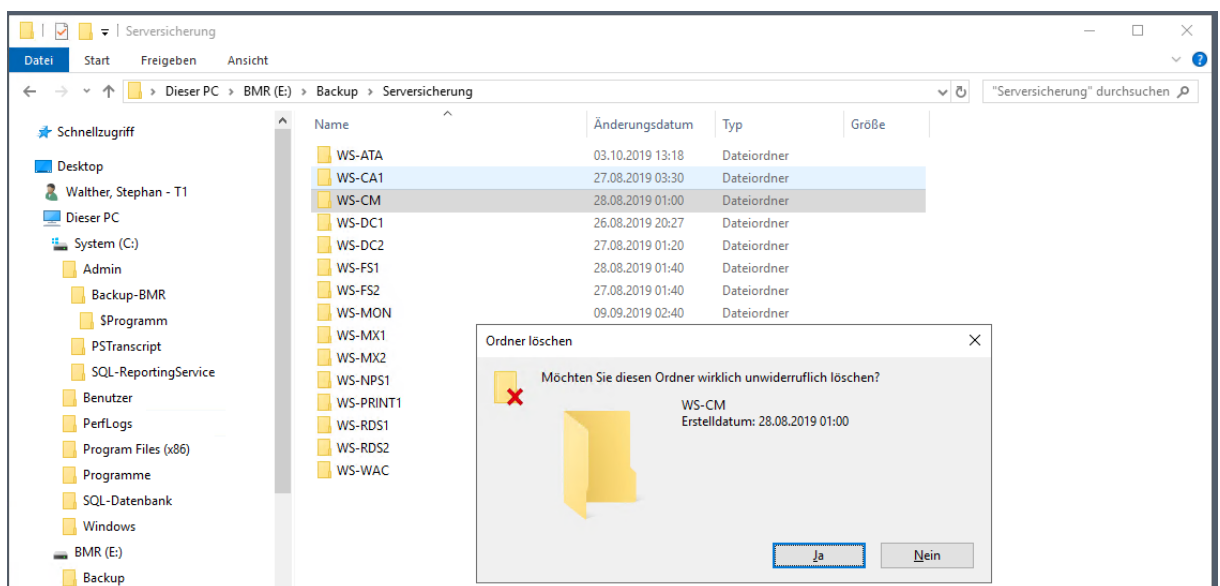 Serversicherung
Datei Start Freigeben Ansicht
Dieser PC > BMR (E:) > Backup > Serversicherung
"Serversicherung" durchsuchen
Schnellzugriff
Desktop
Walther, Stephan - T1
Dieser PC
System (C:)
Admin
Backup-BMR
$Programm
PSTranscript
SQL-ReportingService
Benutzer
PerfLogs
Program Files (x86)
Programme
SQL-Datenbank
Windows
BMR (E:)
Backup
Name Änderungsdatum Typ Größe
WS-ATA 03.10.2019 13:18 Dateiordner
WS-CA1 27.08.2019 03:30 Dateiordner
WS-CM 28.08.2019 01:00 Dateiordner
WS-DC1 26.08.2019 20:27 Dateiordner
WS-DC2 27.08.2019 01:20 Dateiordner
WS-FS1 28.08.2019 01:40 Dateiordner
WS-FS2 27.08.2019 01:40 Dateiordner
WS-MON 09.09.2019 02:40 Dateiordner
WS-MX1
WS-MX2
WS-NPS1
WS-PRINT1
WS-RDS1
WS-RDS2
WS-WAC
Ordner löschen
Möchten Sie diesen Ordner wirklich unwiderruflich löschen?
WS-CM
Erstelldatum: 28.08.2019 01:00
Ja Nein